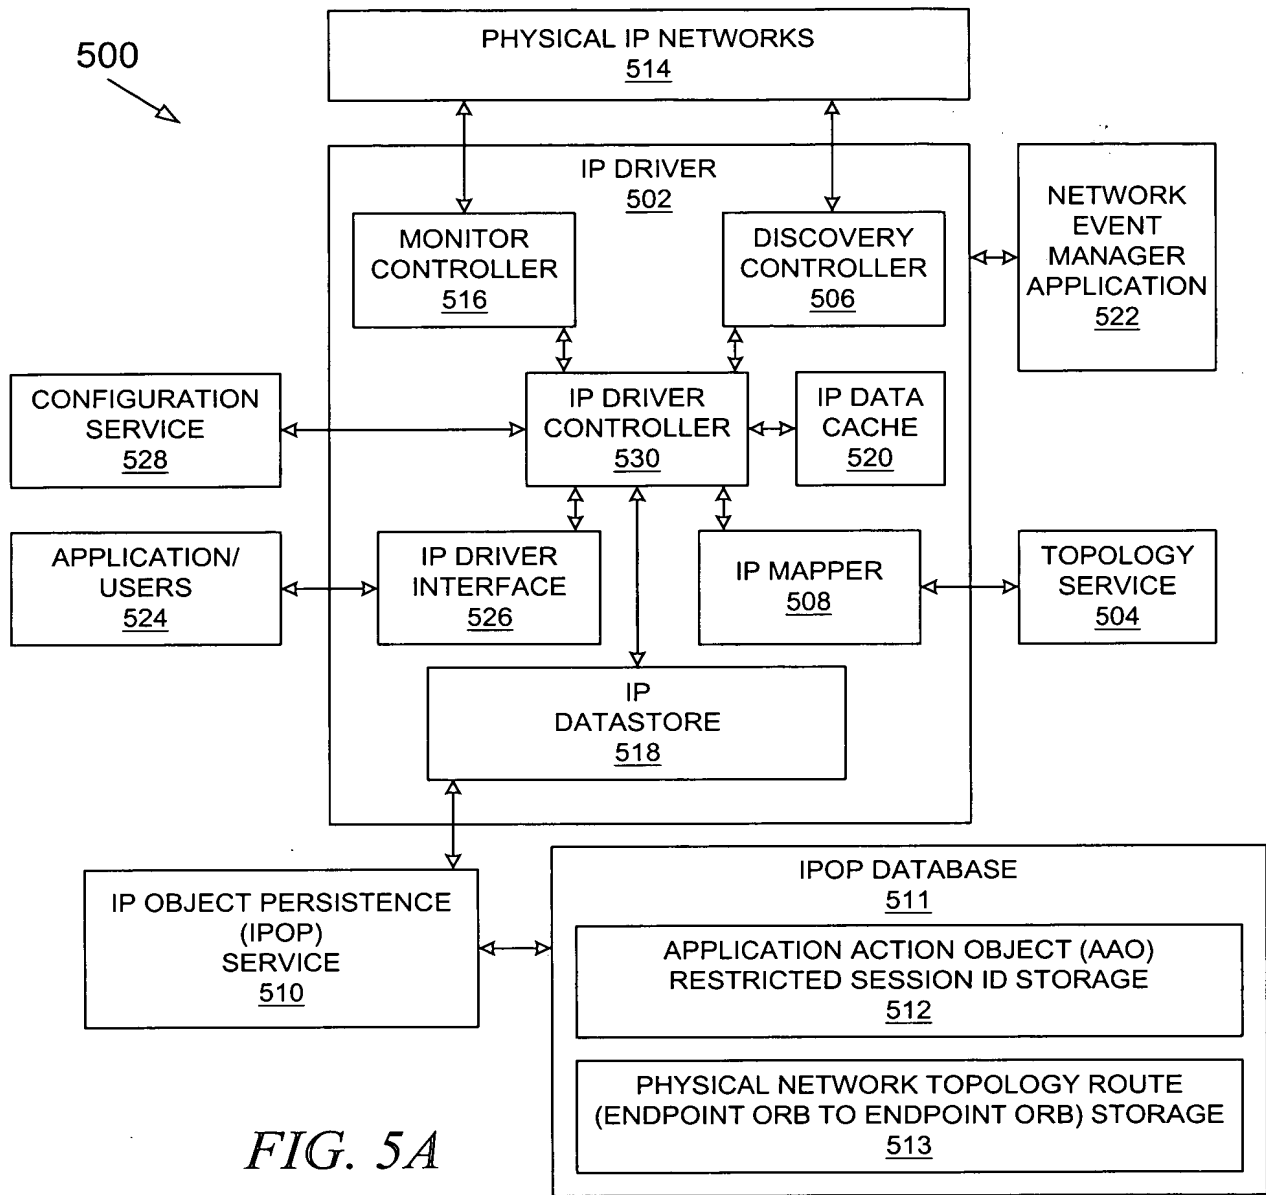 500
PHYSICAL IP NETWORKS
514
IP DRIVER
502
MONITOR
CONTROLLER
516
DISCOVERY
CONTROLLER
506
NETWORK
EVENT
MANAGER
APPLICATION
522
CONFIGURATION
SERVICE
528
IP DRIVER
CONTROLLER
530
IP DATA
CACHE
520
APPLICATION/
USERS
524
IP DRIVER
INTERFACE
526
IP MAPPER
508
TOPOLOGY
SERVICE
504
IP
DATASTORE
518
IP OBJECT PERSISTENCE
(IPOP)
SERVICE
510
IPOP DATABASE
511
APPLICATION ACTION OBJECT (AAO)
RESTRICTED SESSION ID STORAGE
512
PHYSICAL NETWORK TOPOLOGY ROUTE
(ENDPOINT ORB TO ENDPOINT ORB) STORAGE
513
FIG. 5A